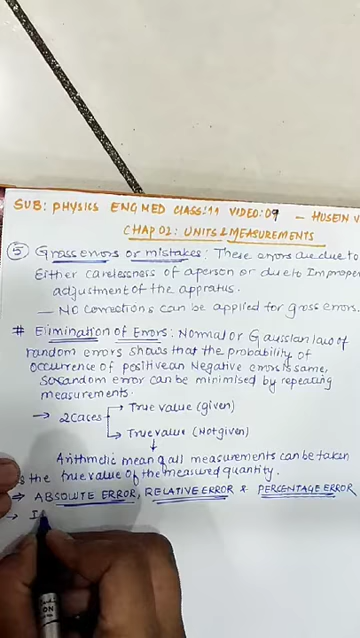 SUB: PHYSICS ENG MED CLASS: 11 VIDEO: 09 - HUSEIN V
CHAP 02: UNITS & MEASUREMENTS
5 Gross errors or mistakes: These errors are due to
Either carelessness of a person or due to Improper
adjustment of the appratus.
- No corrections can be applied for gross errors.
# Elimination of Errors: Normal or Gaussian law of
random errors shows that the probability of
occurrence of positive an Negative error is same,
So random error can be minimised by repeating
measurements.
→ 2 cases → True value (given)
→ True value (Not given)
↓
Arithmetic mean of all measurements can be taken
as the true value of the measured quantity.
⇒ ABSOLUTE ERROR, RELATIVE ERROR & PERCENTAGE ERROR
→ I